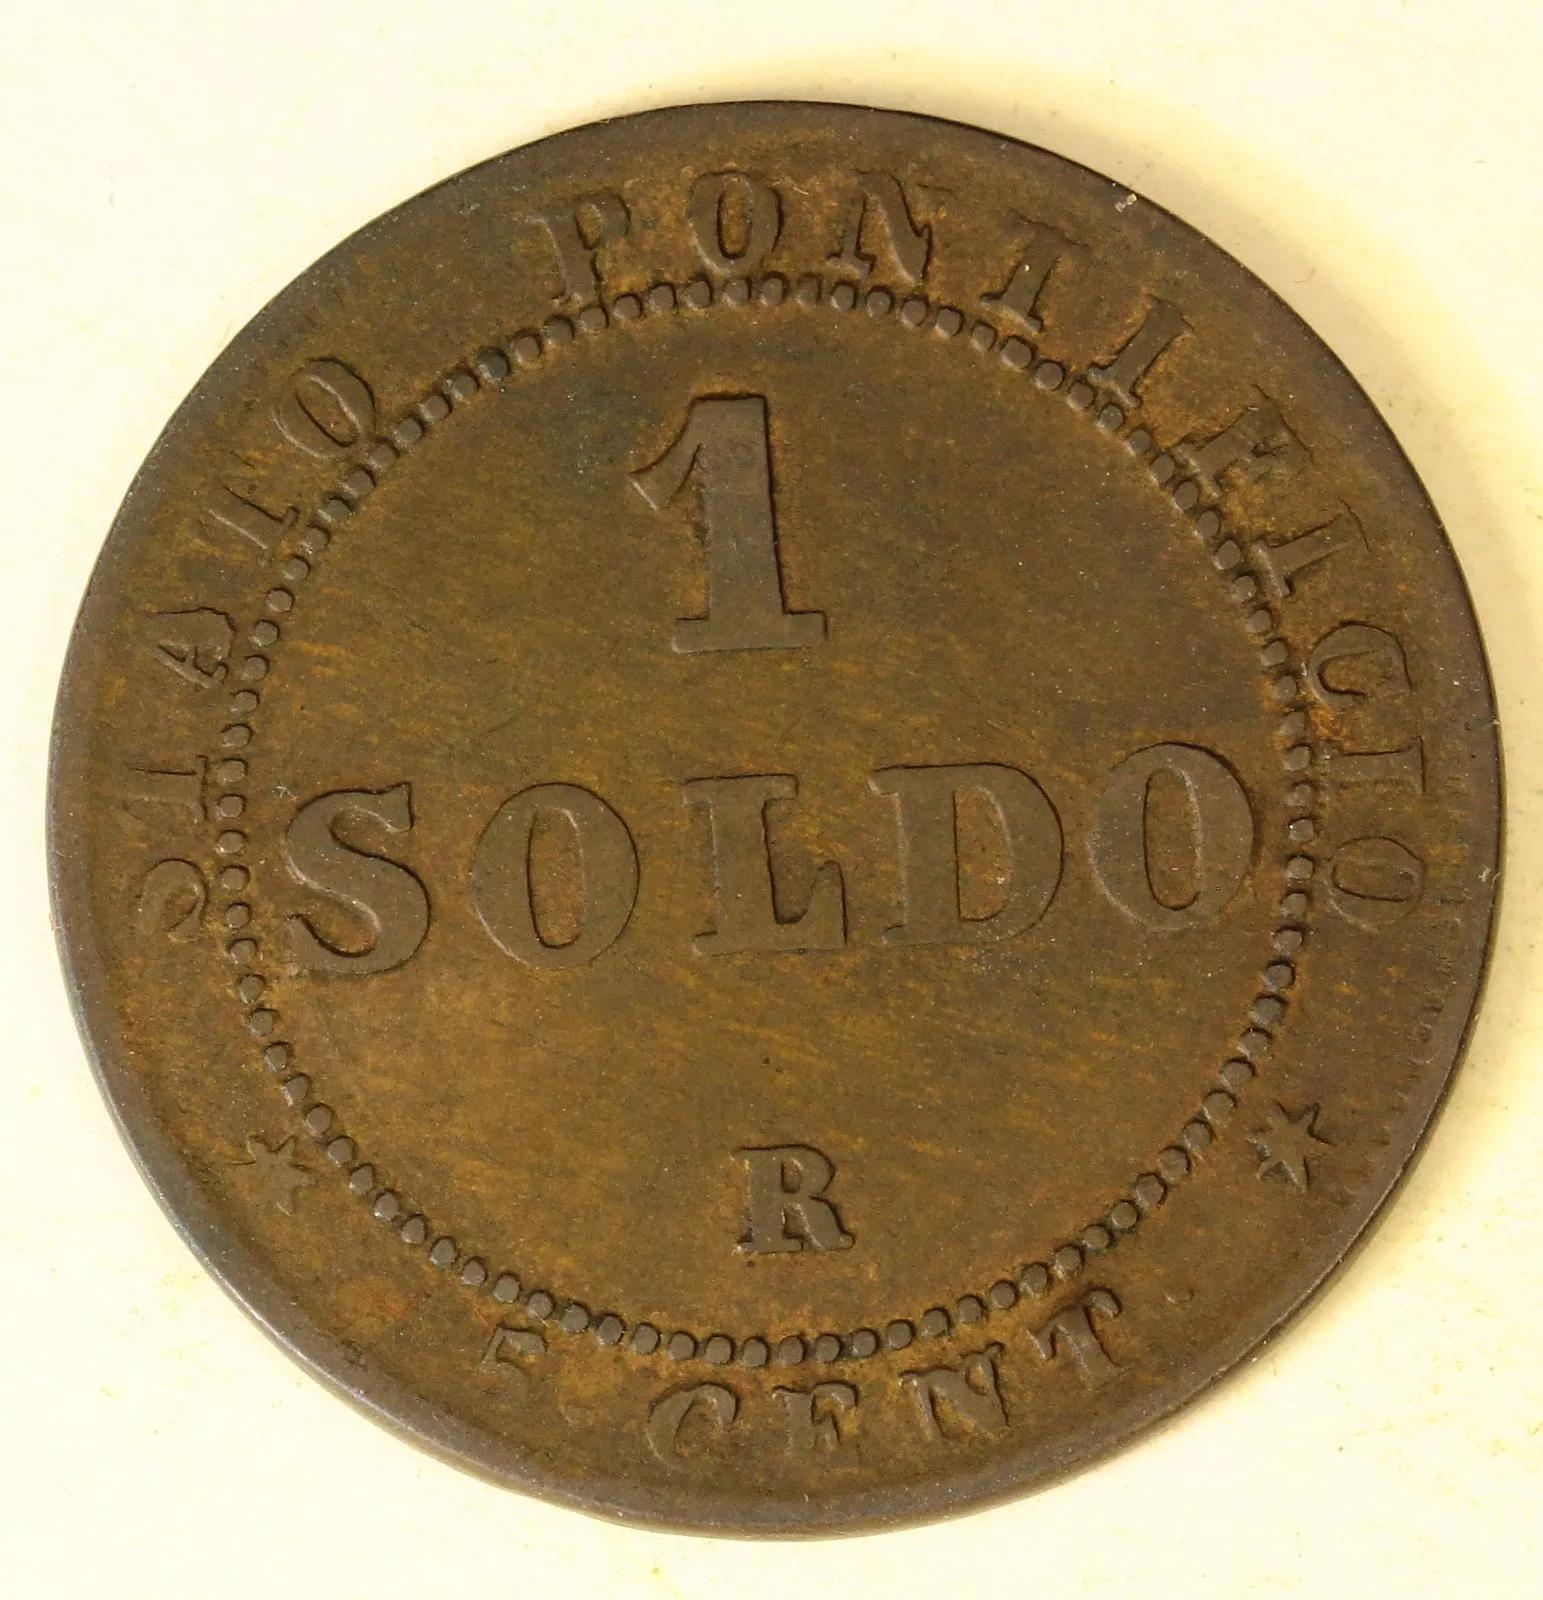 STATO PONTIFICIO
1
SOLDO
R
5 CENT.